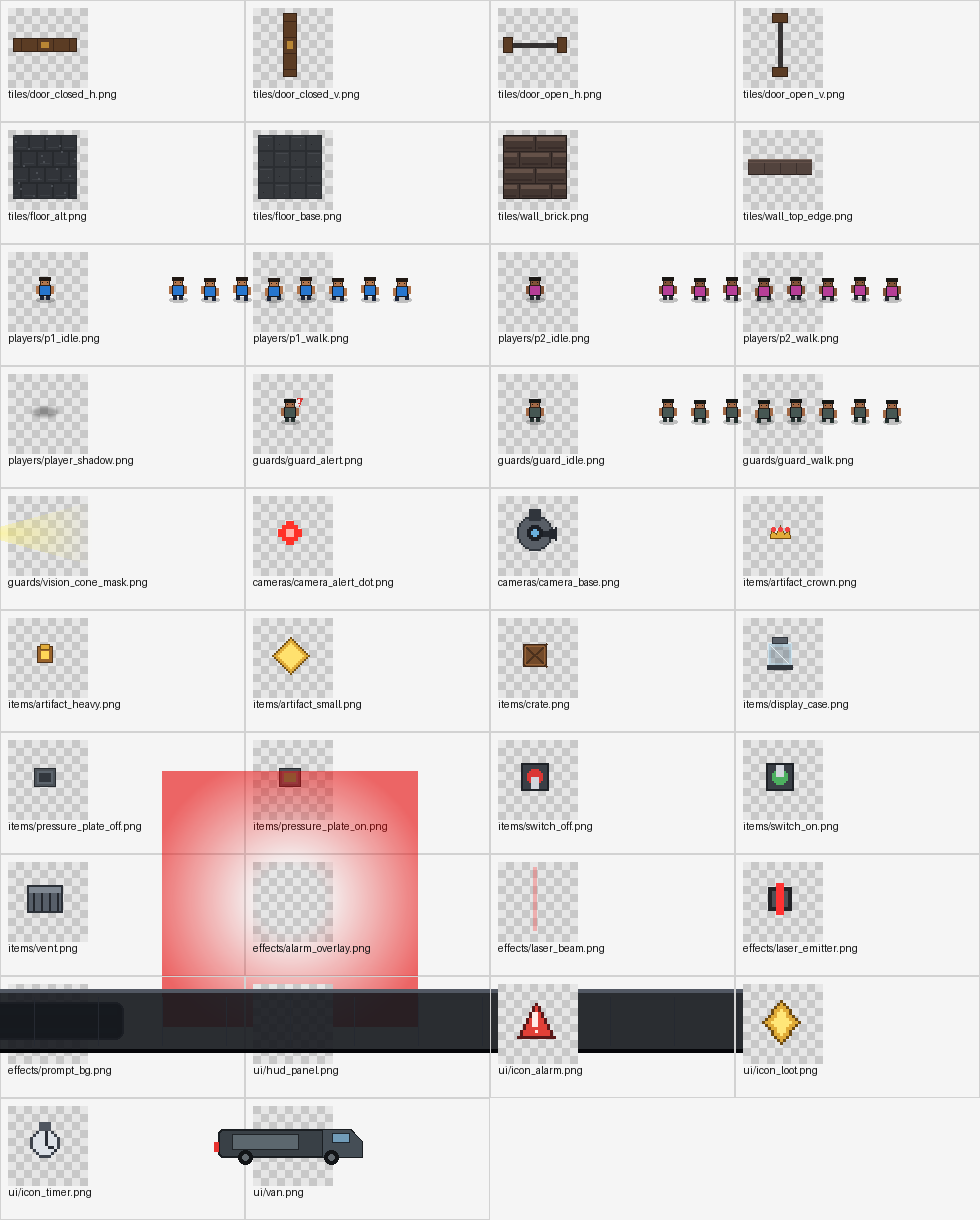 tiles/door_closed_h.png
tiles/door_closed_v.png
tiles/door_open_h.png
tiles/door_open_v.png
tiles/floor_alt.png
tiles/floor_base.png
tiles/wall_brick.png
tiles/wall_top_edge.png
players/p1_idle.png
players/p1_walk.png
players/p2_idle.png
players/p2_walk.png
players/player_shadow.png
guards/guard_alert.png
guards/guard_idle.png
guards/guard_walk.png
guards/vision_cone_mask.png
cameras/camera_alert_dot.png
cameras/camera_base.png
items/artifact_crown.png
items/artifact_heavy.png
items/artifact_small.png
items/crate.png
items/display_case.png
items/pressure_plate_off.png
items/pressure_plate_on.png
items/switch_off.png
items/switch_on.png
items/vent.png
effects/alarm_overlay.png
effects/laser_beam.png
effects/laser_emitter.png
effects/prompt_bg.png
ui/hud_panel.png
ui/icon_alarm.png
ui/icon_loot.png
ui/icon_timer.png
ui/van.png